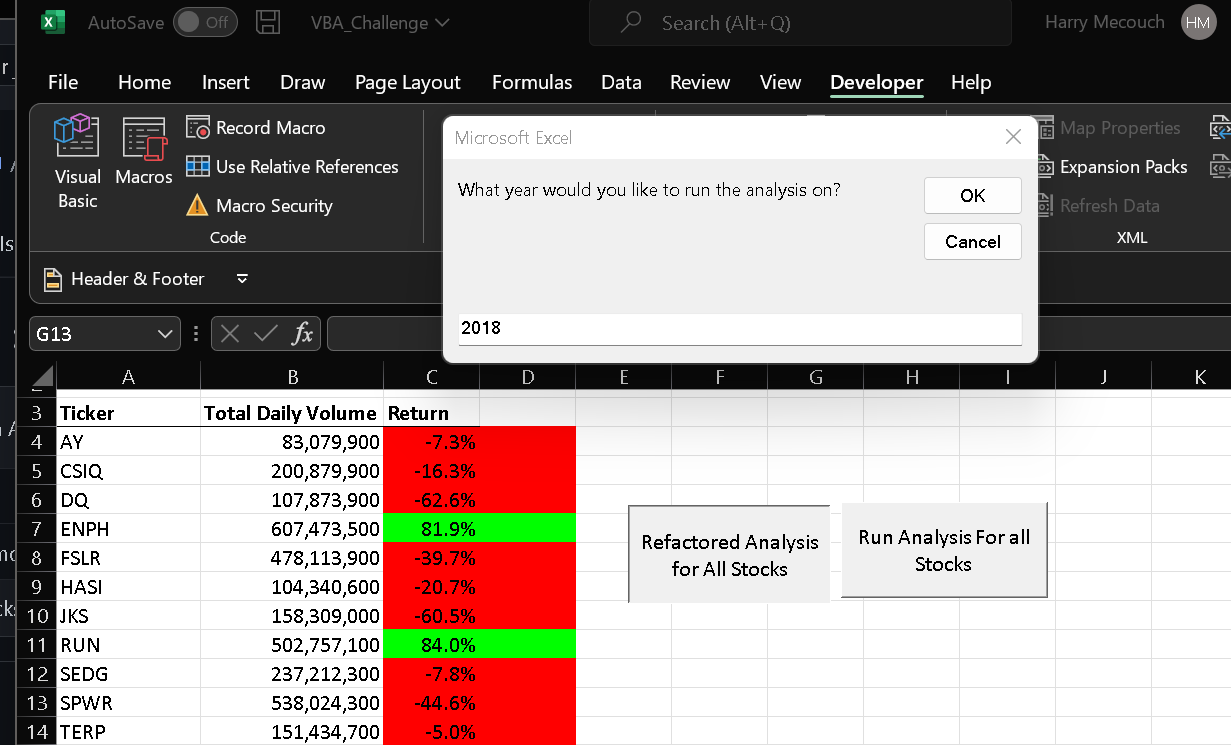 AutoSave Off VBA_Challenge Search (Alt+Q) Harry Mecouch HM
File Home Insert Draw Page Layout Formulas Data Review View Developer Help
Visual Basic
Macros
Record Macro
Use Relative References
Macro Security
Code
Microsoft Excel
What year would you like to run the analysis on?
OK
Cancel
2018
Map Properties
Expansion Packs
Refresh Data
XML
Header & Footer
G13 fx
A B C D E F G H I J K
3 Ticker Total Daily Volume Return
4 AY 83,079,900 -7.3%
5 CSIQ 200,879,900 -16.3%
6 DQ 107,873,900 -62.6%
7 ENPH 607,473,500 81.9%
8 FSLR 478,113,900 -39.7%
9 HASI 104,340,600 -20.7%
10 JKS 158,309,000 -60.5%
11 RUN 502,757,100 84.0%
12 SEDG 237,212,300 -7.8%
13 SPWR 538,024,300 -44.6%
14 TERP 151,434,700 -5.0%
Refactored Analysis
for All Stocks
Run Analysis For all
Stocks